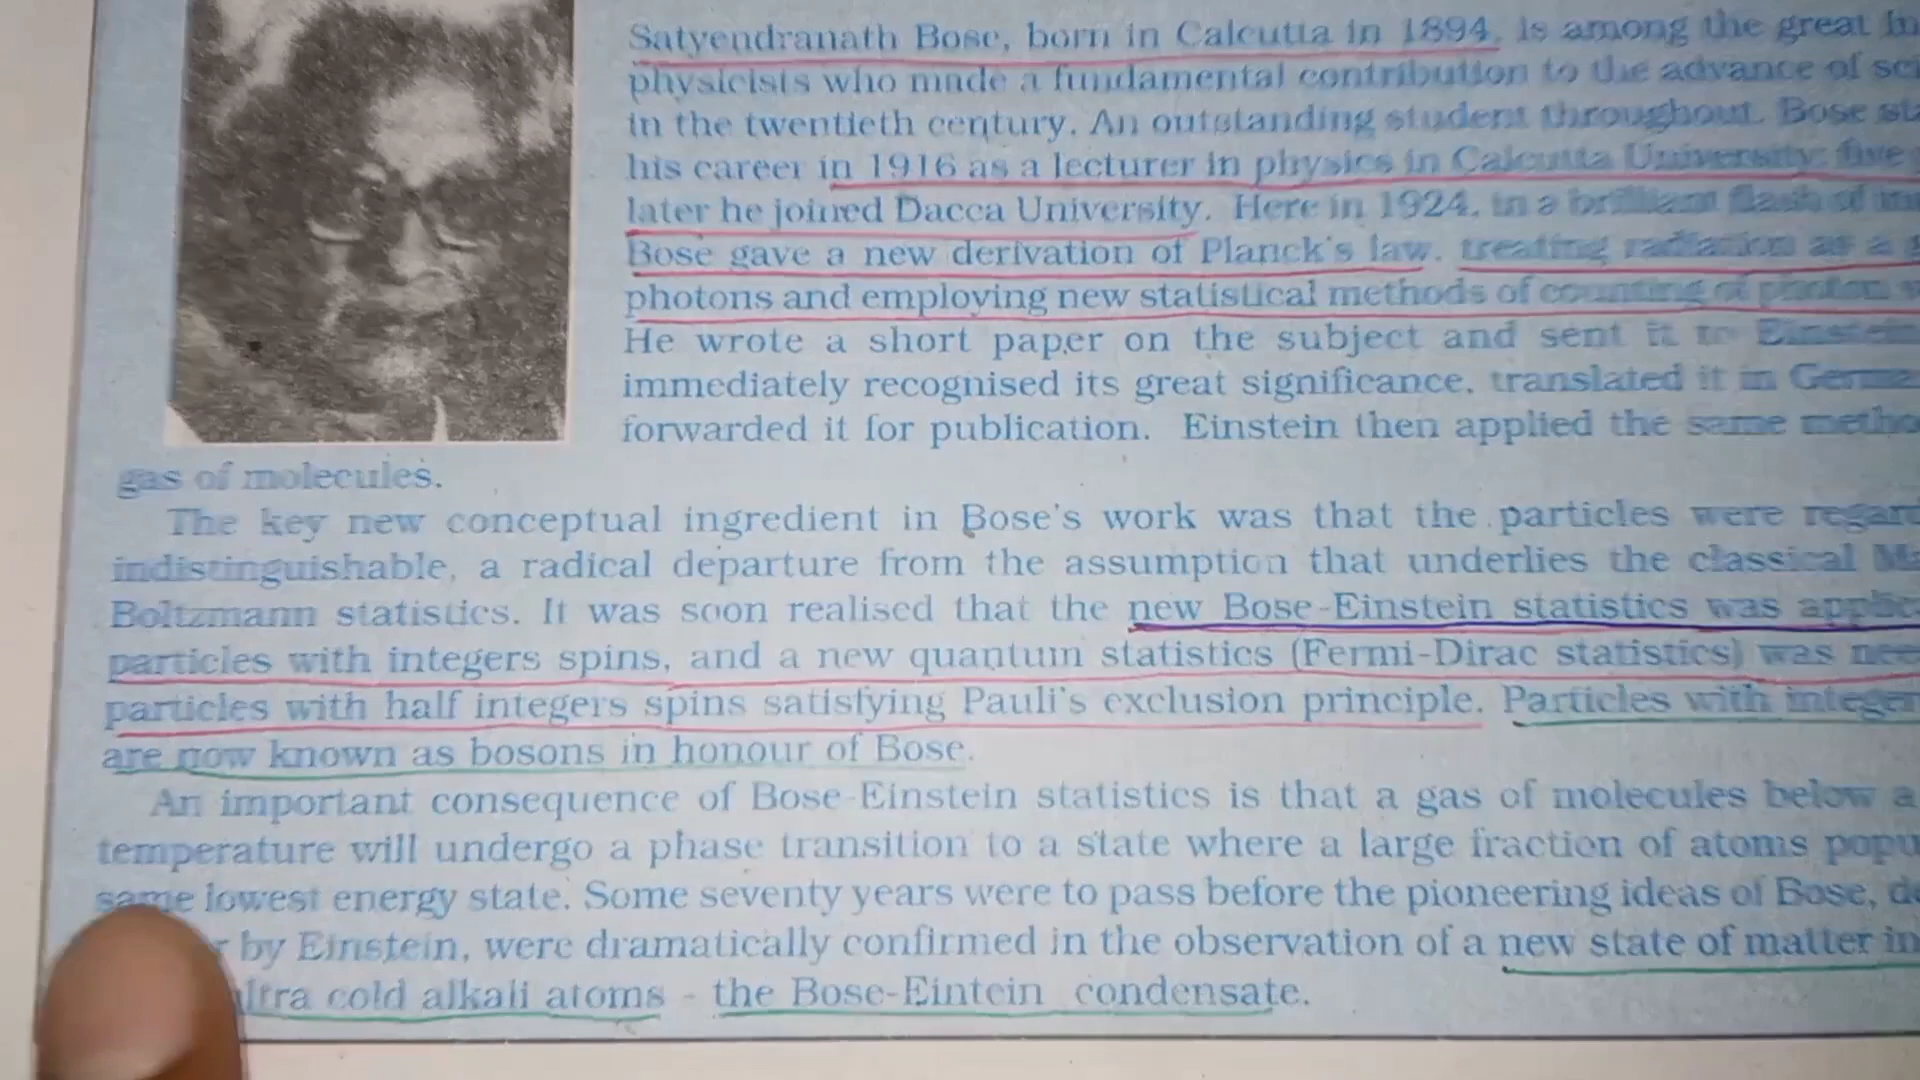 Satyendranath Bose, born in Calcutta in 1894, is among the great
physicists who made a fundamental contribution to the advance of
in the twentieth century. An outstanding student throughout, Bose
his career in 1916 as a lecturer in physics in Calcutta University; five
later he joined Dacca University. Here in 1924, in a brilliant flash of
Bose gave a new derivation of Planck's law, treating radiation as a
photons and employing new statistical methods of counting of photon
He wrote a short paper on the subject and sent it to Einstein
immediately recognised its great significance, translated it in
forwarded it for publication. Einstein then applied the same
gas of molecules.
The key new conceptual ingredient in Bose's work was that the particles were
indistinguishable, a radical departure from the assumption that underlies the classical
Boltzmann statistics. It was soon realised that the new Bose-Einstein statistics was
particles with integers spins, and a new quantum statistics (Fermi-Dirac statistics) was
particles with half integers spins satisfying Pauli's exclusion principle. Particles with
are now known as bosons in honour of Bose.
An important consequence of Bose-Einstein statistics is that a gas of molecules below a
temperature will undergo a phase transition to a state where a large fraction of atoms
same lowest energy state. Some seventy years were to pass before the pioneering ideas of Bose,
by Einstein, were dramatically confirmed in the observation of a new state of matter in
cold alkali atoms - the Bose-Eintein condensate.